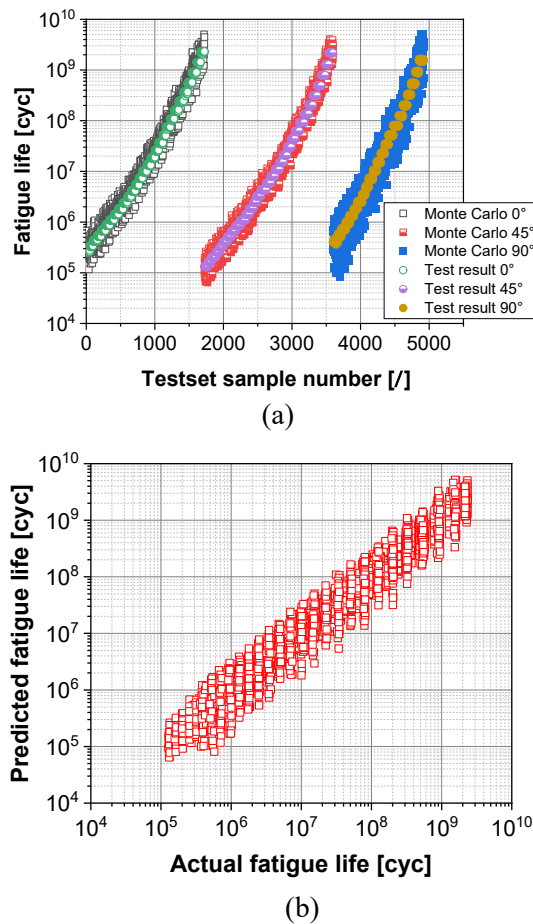 Fatigue life [cyc]
10^10
10^9
10^8
10^7
10^6
10^5
10^4
0 1000 2000 3000 4000 5000
Monte Carlo 0°
Monte Carlo 45°
Monte Carlo 90°
Test result 0°
Test result 45°
Test result 90°
Testset sample number [/]
(a)
Predicted fatigue life [cyc]
10^10
10^9
10^8
10^7
10^6
10^5
10^4
10^4 10^5 10^6 10^7 10^8 10^9 10^10
Actual fatigue life [cyc]
(b)